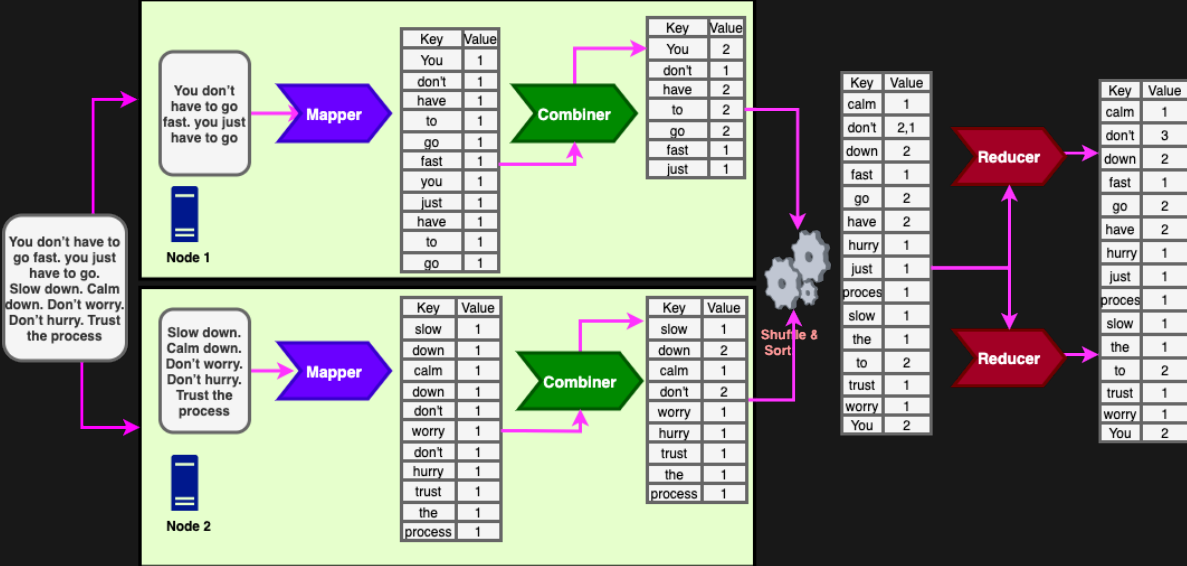 You don't have to
go fast. you just
have to go.
Slow down. Calm
down. Don't worry.
Don't hurry. Trust
the process
You don't
have to go
fast. you just
have to go
Node 1
Mapper
Key Value
You 1
don't 1
have 1
to 1
go 1
fast 1
you 1
just 1
have 1
to 1
go 1
Combiner
Key Value
You 2
don't 1
have 2
to 2
go 2
fast 1
just 1
Slow down.
Calm down.
Don't worry.
Don't hurry.
Trust the
process
Node 2
Mapper
Key Value
slow 1
down 1
calm 1
down 1
don't 1
worry 1
don't 1
hurry 1
trust 1
the 1
process 1
Combiner
Key Value
slow 1
down 2
calm 1
don't 2
worry 1
hurry 1
trust 1
the 1
process 1
Shuffle &
Sort
Key Value
calm 1
don't 2,1
down 2
fast 1
go 2
have 2
hurry 1
just 1
proces 1
slow 1
the 1
to 2
trust 1
worry 1
You 2
Reducer
Reducer
Key Value
calm 1
don't 3
down 2
fast 1
go 2
have 2
hurry 1
just 1
proces 1
slow 1
the 1
to 2
trust 1
worry 1
You 2